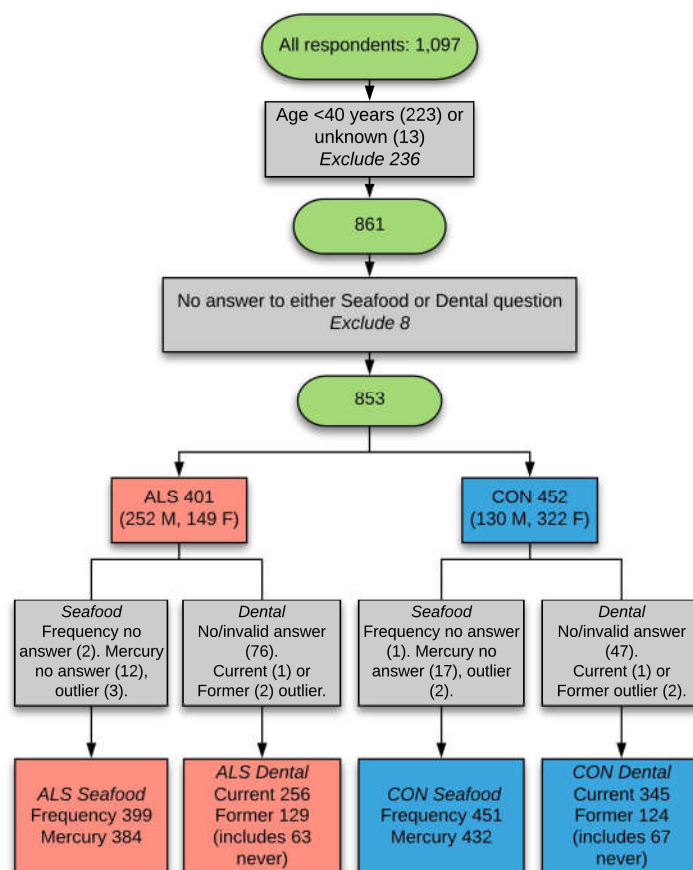 All respondents: 1,097
Age <40 years (223) or
unknown (13)
Exclude 236
861
No answer to either Seafood or Dental question
Exclude 8
853
ALS 401
(252 M, 149 F)
CON 452
(130 M, 322 F)
Seafood
Frequency no
answer (2). Mercury
no answer (12),
outlier (3).
Dental
No/invalid answer
(76).
Current (1) or
Former (2) outlier.
Seafood
Frequency no answer
(1). Mercury no
answer (17), outlier
(2).
Dental
No/invalid answer
(47).
Current (1) or
Former outlier (2).
ALS Seafood
Frequency 399
Mercury 384
ALS Dental
Current 256
Former 129
(includes 63
never)
CON Seafood
Frequency 451
Mercury 432
CON Dental
Current 345
Former 124
(includes 67
never)